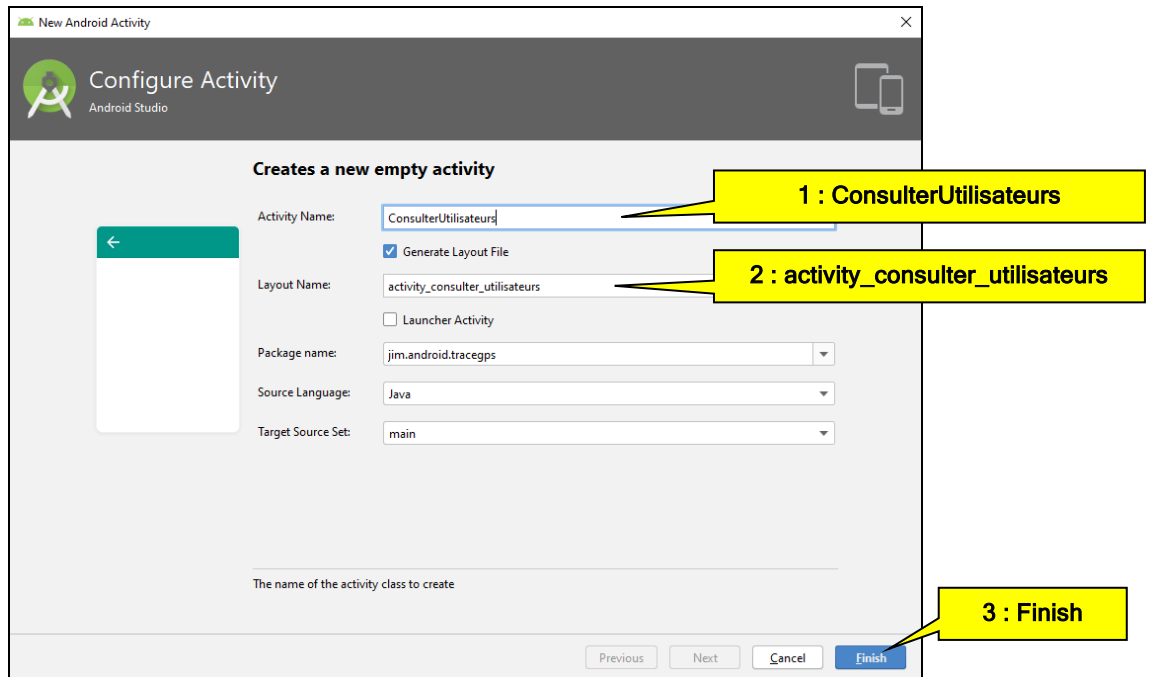 New Android Activity
Configure Activity
Android Studio
Creates a new empty activity
1 : ConsulterUtilisateurs
Activity Name:
ConsulterUtilisateurs
Generate Layout File
2 : activity_consulter_utilisateurs
Layout Name:
activity_consulter_utilisateurs
Launcher Activity
Package name:
jim.android.tracegps
Source Language:
Java
Target Source Set:
main
The name of the activity class to create
3 : Finish
Previous
Next
Cancel
Finish